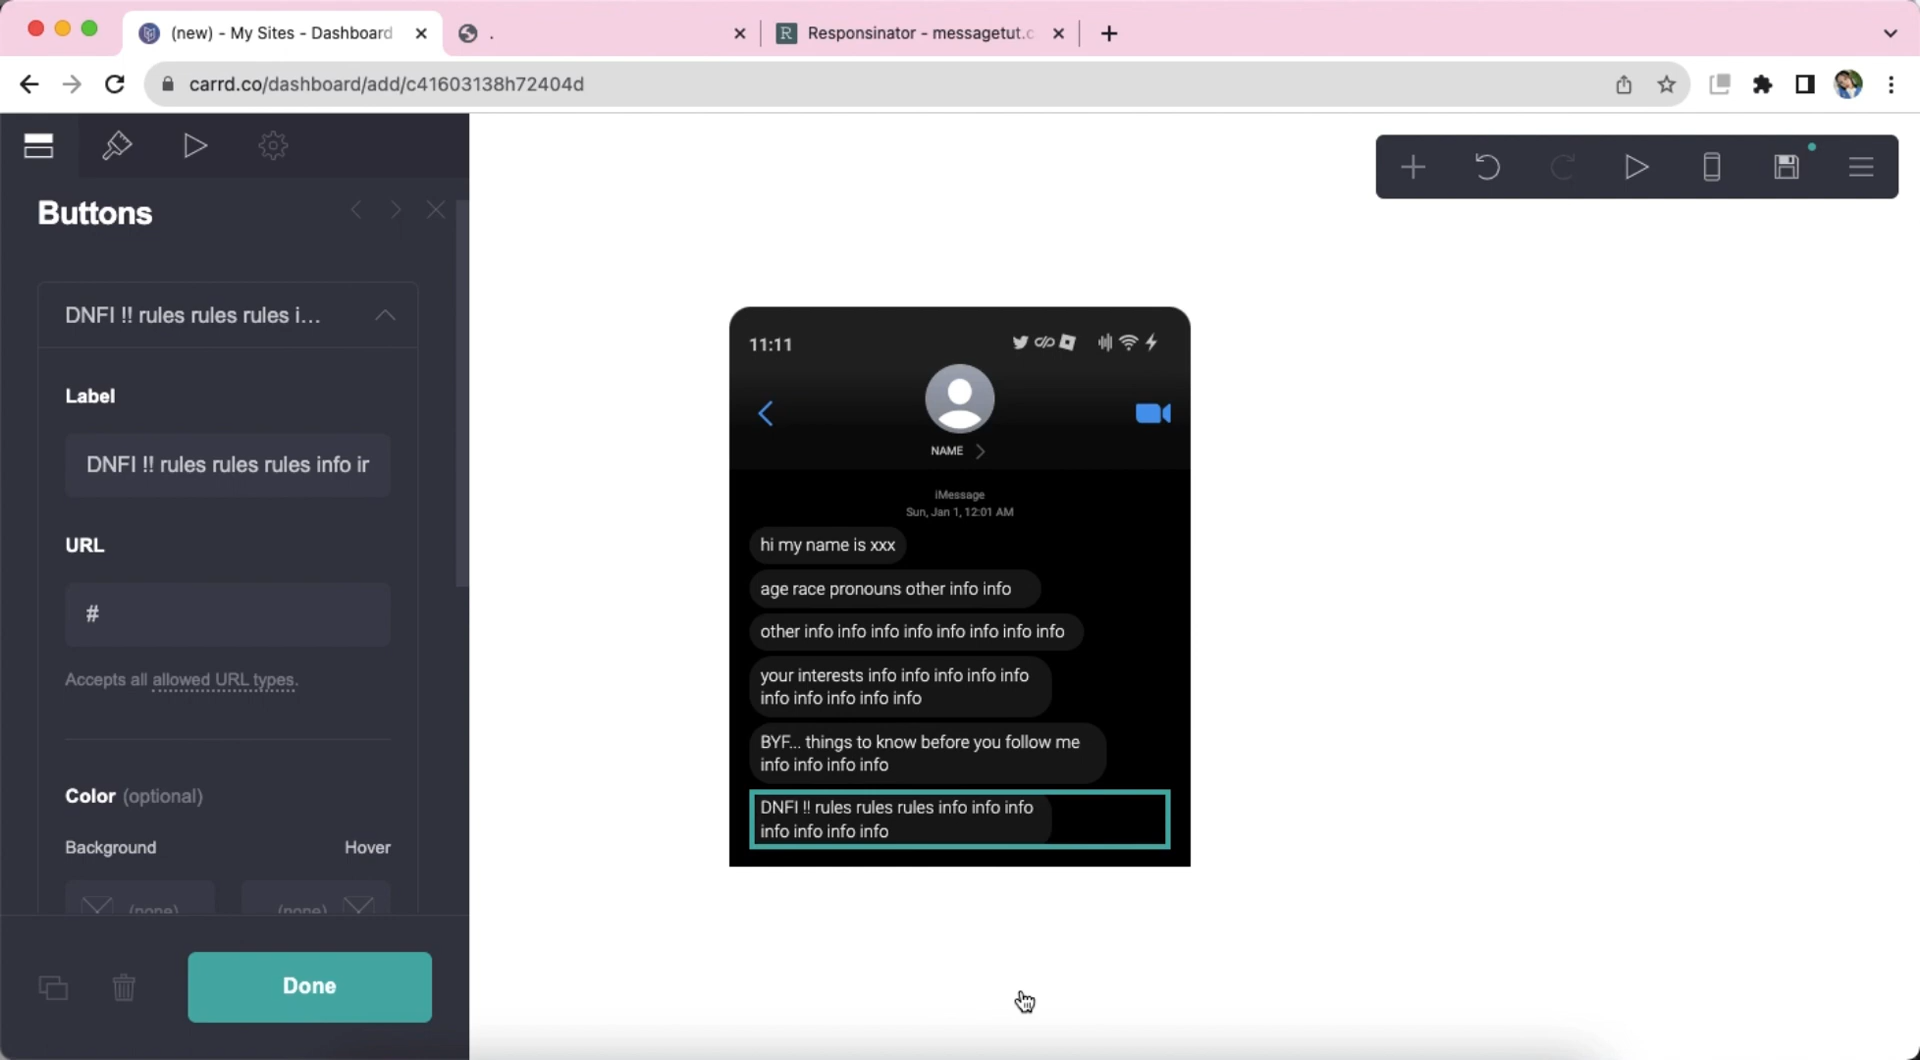 (new) - My Sites - Dashboard
.
Responsinator - messagetut.c
carrd.co/dashboard/add/c41603138h72404d
Buttons
DNFI !! rules rules rules i...
Label
DNFI !! rules rules rules info ir
URL
#
Accepts all allowed URL types.
Color (optional)
Background
Hover
(none)
(none)
Done
11:11
NAME
iMessage
Sun, Jan 1, 12:01 AM
hi my name is xxx
age race pronouns other info info
other info info info info info info info info
your interests info info info info info
info info info info info
BYF... things to know before you follow me
info info info info
DNFI !! rules rules rules info info info
info info info info